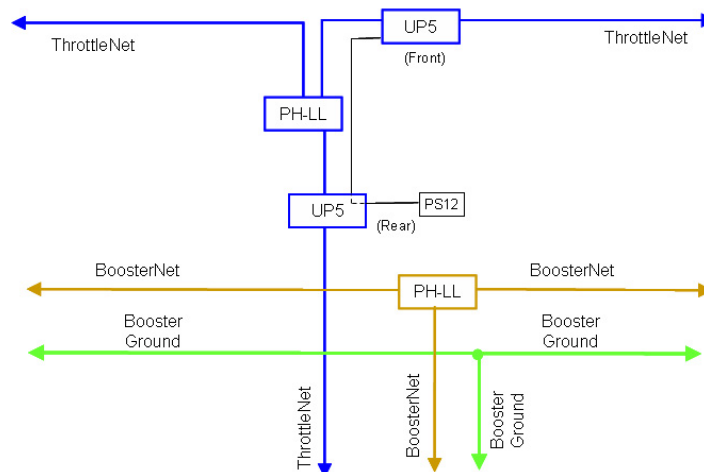 UP5
ThrottleNet
ThrottleNet
(Front)
PH-LL
UP5
PS12
(Rear)
BoosterNet
BoosterNet
PH-LL
Booster
Ground
Booster
Ground
ThrottleNet
BoosterNet
Booster
Ground